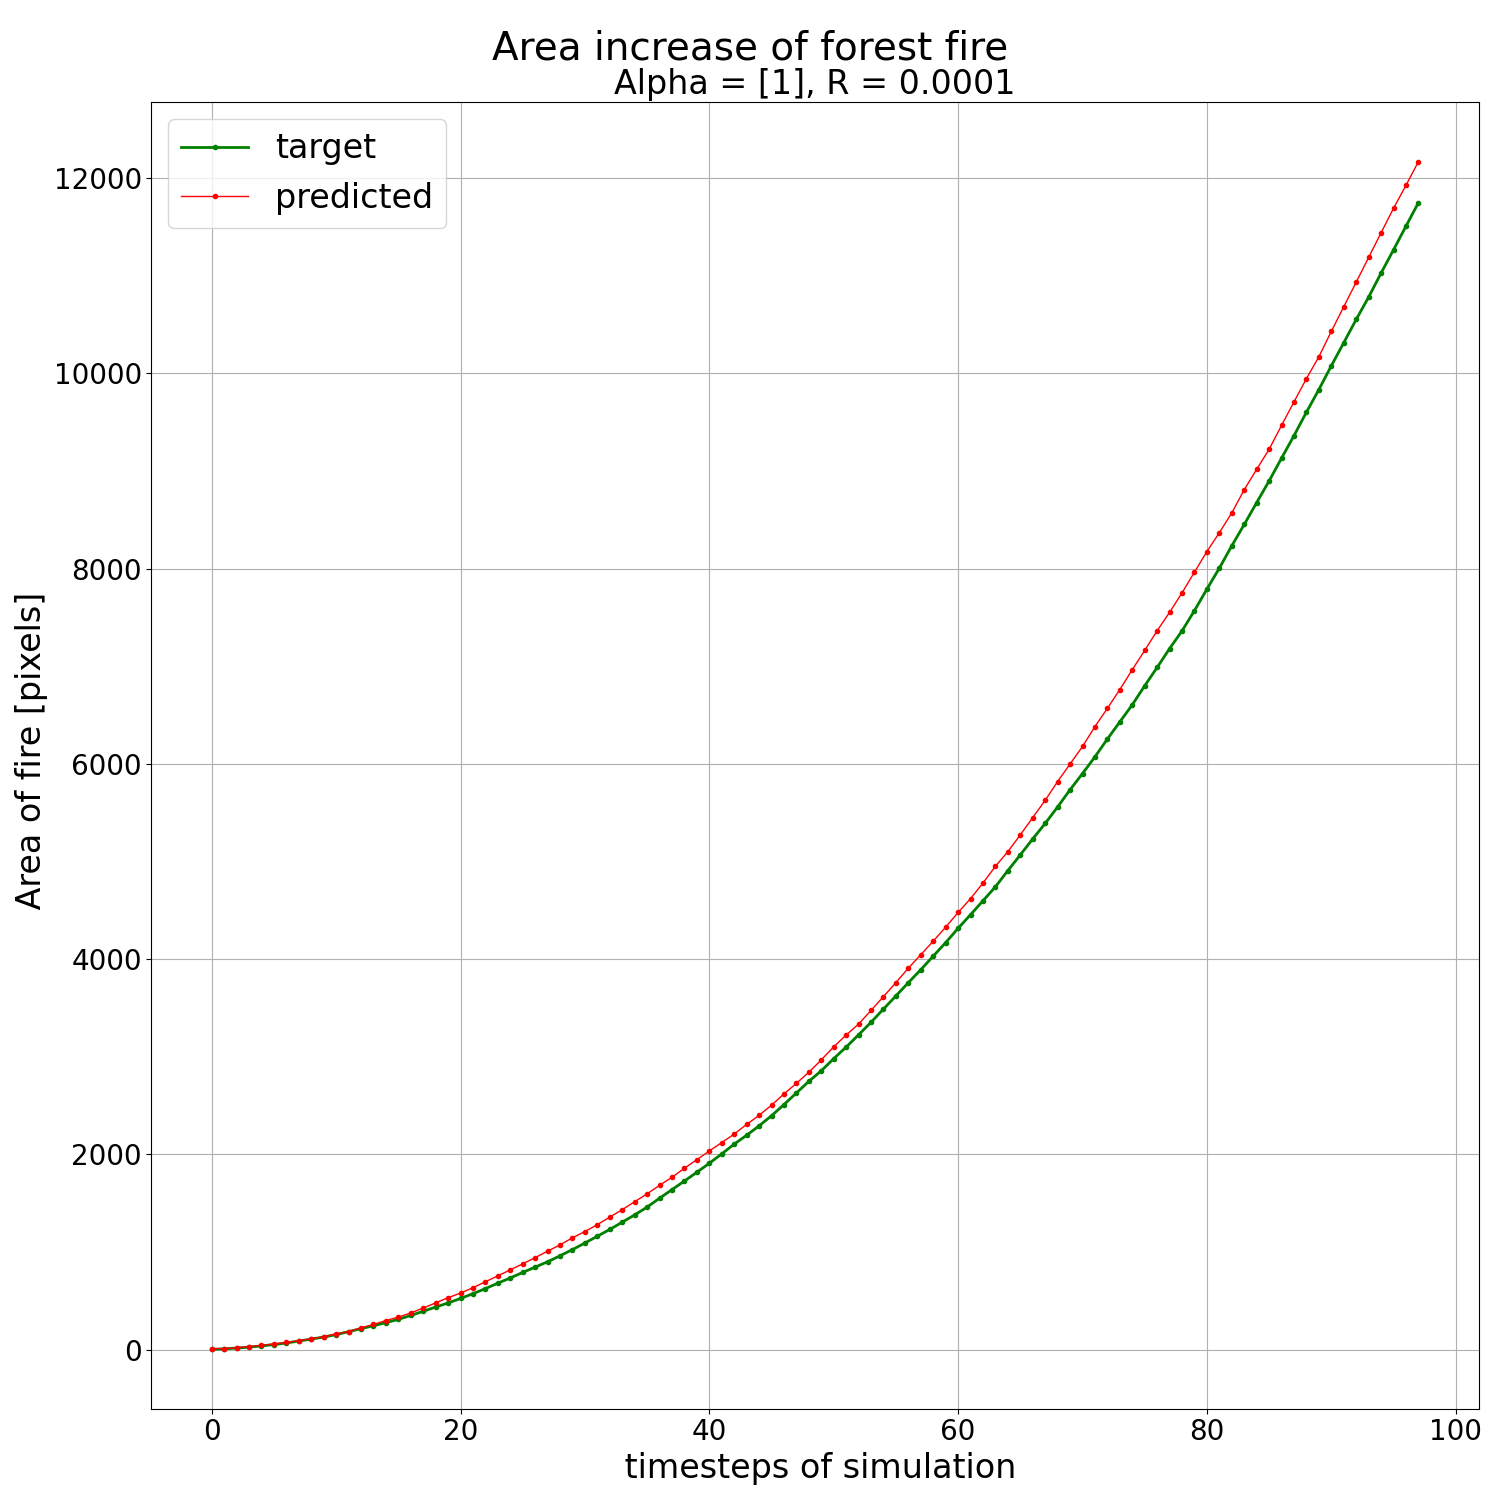 Area increase of forest fire
Alpha = [1], R = 0.0001
target
predicted
12000
10000
8000
6000
4000
2000
0
Area of fire [pixels]
0 20 40 60 80 100
timesteps of simulation